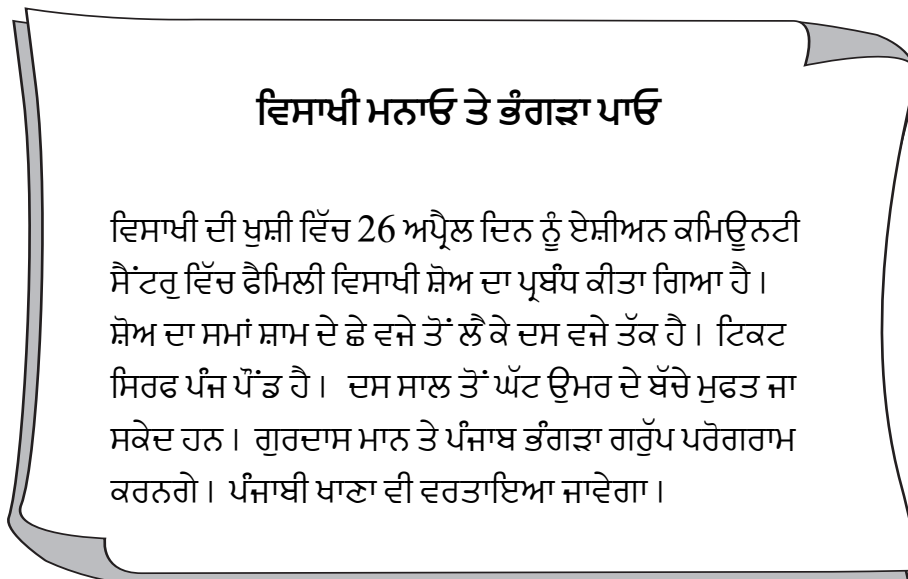 ਵਿਸਾਖੀ ਮਨਾਓ ਤੇ ਭੰਗੜਾ ਪਾਓ
ਵਿਸਾਖੀ ਦੀ ਖੁਸ਼ੀ ਵਿੱਚ 26 ਅਪ੍ਰੈਲ ਦਿਨ ਨੂੰ ਏਸ਼ੀਅਨ ਕਮਿਊਨਟੀ
ਸੈਂਟਰੁ ਵਿੱਚ ਫੈਮਿਲੀ ਵਿਸਾਖੀ ਸ਼ੋਅ ਦਾ ਪ੍ਰਬੰਧ ਕੀਤਾ ਗਿਆ ਹੈ।
ਸ਼ੋਅ ਦਾ ਸਮਾਂ ਸ਼ਾਮ ਦੇ ਛੇ ਵਜੇ ਤੋਂ ਲੈ ਕੇ ਦਸ ਵਜੇ ਤੱਕ ਹੈ। ਟਿਕਟ
ਸਿਰਫ ਪੰਜ ਪੌਂਡ ਹੈ। ਦਸ ਸਾਲ ਤੋਂ ਘੱਟ ਉਮਰ ਦੇ ਬੱਚੇ ਮੁਫਤ ਜਾ
ਸਕੇਦ ਹਨ। ਗੁਰਦਾਸ ਮਾਨ ਤੇ ਪੰਜਾਬ ਭੰਗੜਾ ਗਰੁੱਪ ਪਰੋਗਰਾਮ
ਕਰਨਗੇ। ਪੰਜਾਬੀ ਖਾਣਾ ਵੀ ਵਰਤਾਇਆ ਜਾਵੇਗਾ।